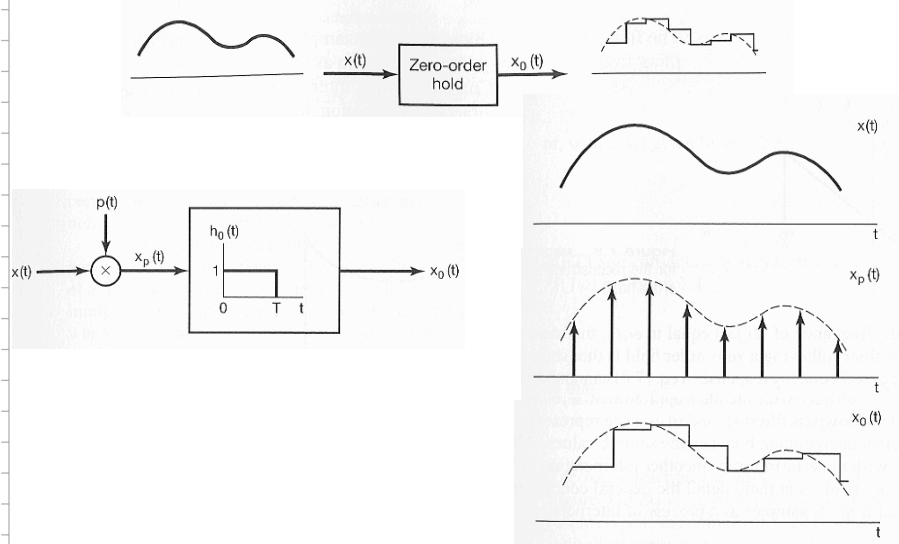 x(t)
Zero-order
hold
x₀(t)
x(t)
t
p(t)
x(t)
×
xₚ(t)
h₀(t)
1
0
T
t
x₀(t)
xₚ(t)
t
x₀(t)
t